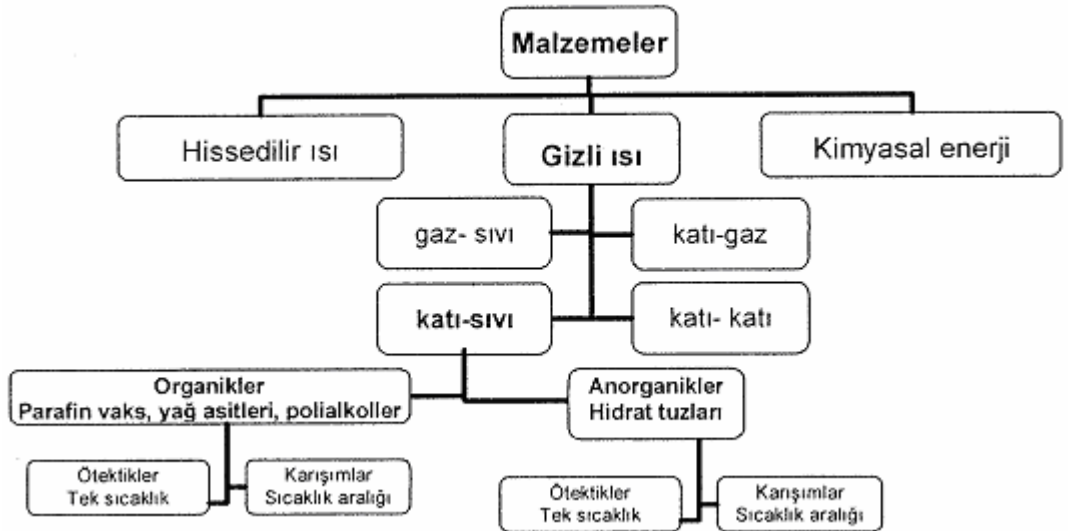 Malzemeler
Hissedilir ısı
Gizli ısı
Kimyasal enerji
gaz- sıvı
katı-gaz
katı-sıvı
katı- katı
Organikler
Parafin vaks, yağ asitleri, polialkoller
Anorganikler
Hidrat tuzları
Ötektikler
Tek sıcaklık
Karışımlar
Sıcaklık aralığı
Ötektikler
Tek sıcaklık
Karışımlar
Sıcaklık aralığı